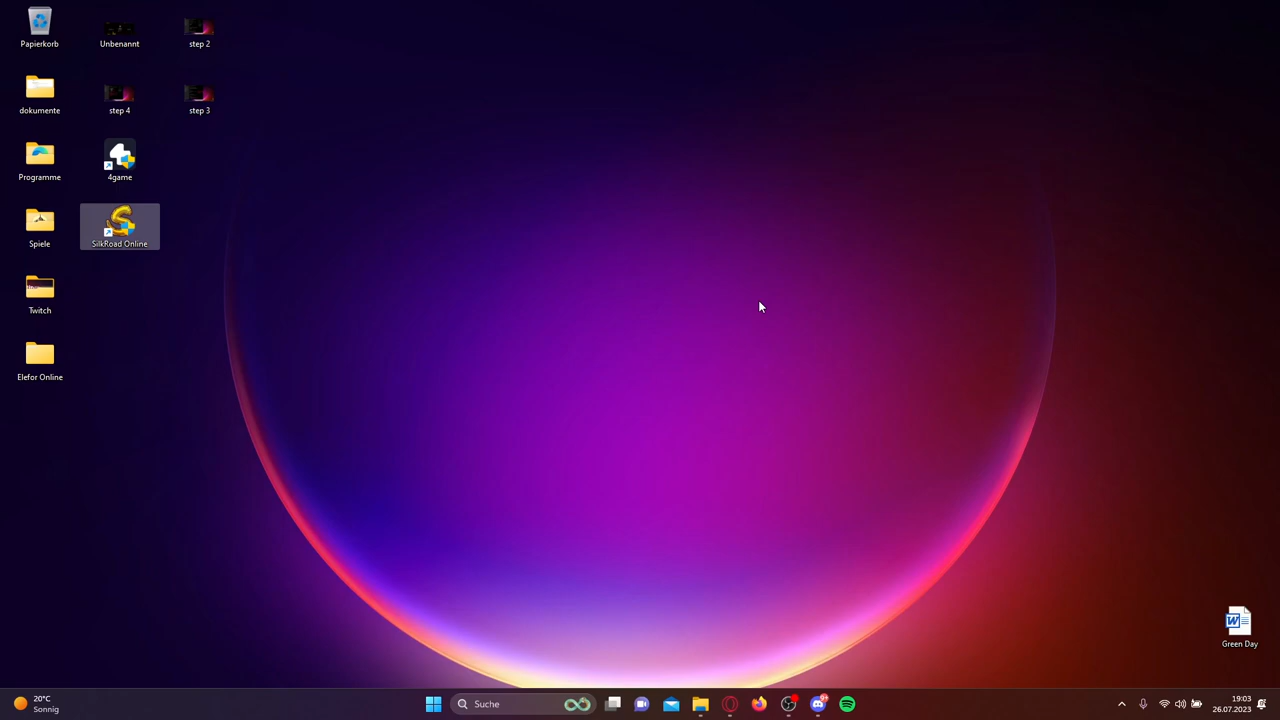 Papierkorb
Unbenannt
step 2
dokumente
step 4
step 3
Programme
4game
Spiele
SilkRoad Online
Twitch
Elefor Online
Green Day
20°C
Sonnig
Suche
9+
19:03
26.07.2023